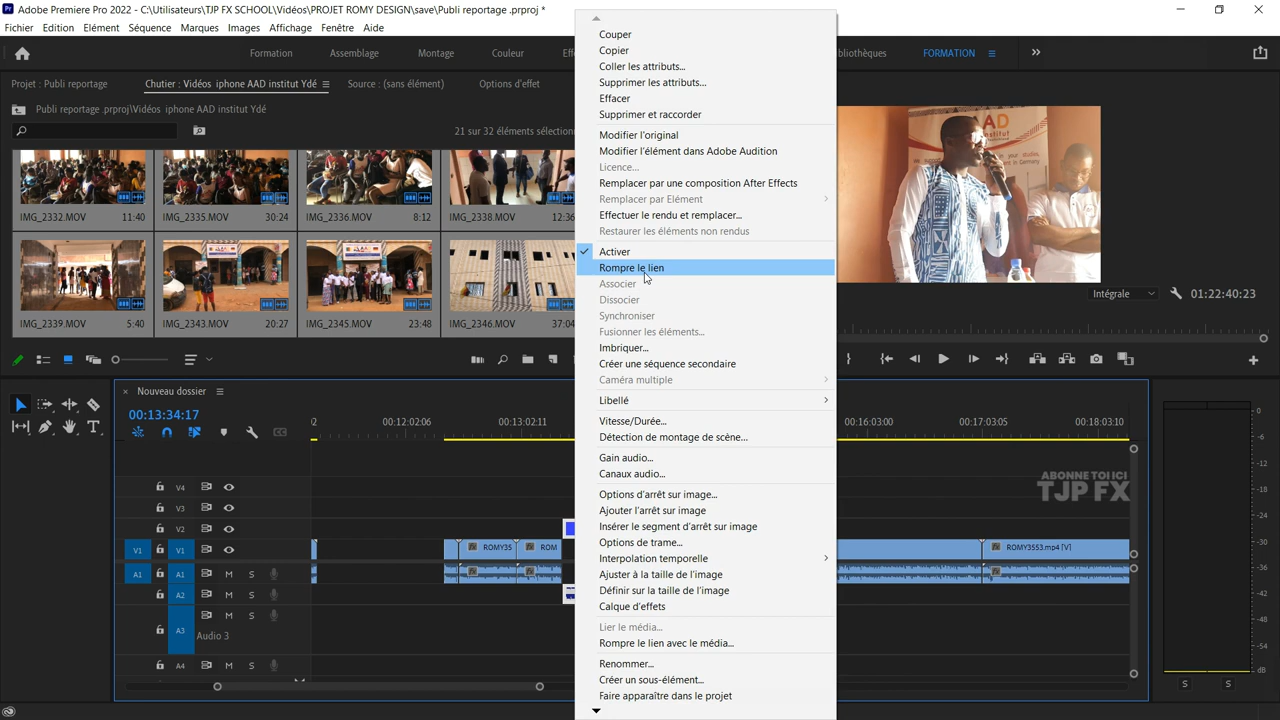 Adobe Premiere Pro 2022 - C:\Utilisateurs\TJP FX SCHOOL\Vidéos\PROJET ROMY DESIGN\save\Publi reportage .prproj *
Fichier Edition Elément Séquence Marques Images Affichage Fenêtre Aide
Formation Assemblage Montage Couleur bliothèques FORMATION
Projet : Publi reportage Chutier : Vidéos iphone AAD institut Ydé Source : (sans élément) Options d'effet
Publi reportage .prproj\Vidéos iphone AAD institut Ydé
21 sur 32 éléments sélection
IMG_2332.MOV 11:40 IMG_2335.MOV 30:24 IMG_2336.MOV 8:12 IMG_2338.MOV 12:36
IMG_2339.MOV 5:40 IMG_2343.MOV 20:27 IMG_2345.MOV 23:48 IMG_2346.MOV 37:04
Couper
Copier
Coller les attributs...
Supprimer les attributs...
Effacer
Supprimer et raccorder
Modifier l'original
Modifier l'élément dans Adobe Audition
Licence...
Remplacer par une composition After Effects
Remplacer par Elément
Effectuer le rendu et remplacer...
Restaurer les éléments non rendus
Activer
Rompre le lien
Associer
Dissocier
Synchroniser
Fusionner les éléments...
Imbriquer...
Créer une séquence secondaire
Caméra multiple
Libellé
Vitesse/Durée...
Détection de montage de scène...
Gain audio...
Canaux audio...
Options d'arrêt sur image...
Ajouter l'arrêt sur image
Insérer le segment d'arrêt sur image
Options de trame...
Interpolation temporelle
Ajuster à la taille de l'image
Définir sur la taille de l'image
Calque d'effets
Lier le média...
Rompre le lien avec le média...
Renommer...
Créer un sous-élément...
Faire apparaître dans le projet
Intégrale 01:22:40:23
Nouveau dossier
00:13:34:17
00:12:02:06 00:13:02:11 00:16:03:00 00:17:03:05 00:18:03:10
V4
V3
V2
V1 V1 ROMY35 ROM ROMY3553.mp4 [V]
A1 A1 M S
A2 M S
A3 M S
Audio 3
A4 M S
ABONNE TOI ICI
TJP FX
0
-6
-12
-18
-24
-30
-36
-42
-48
-54
dB
S S